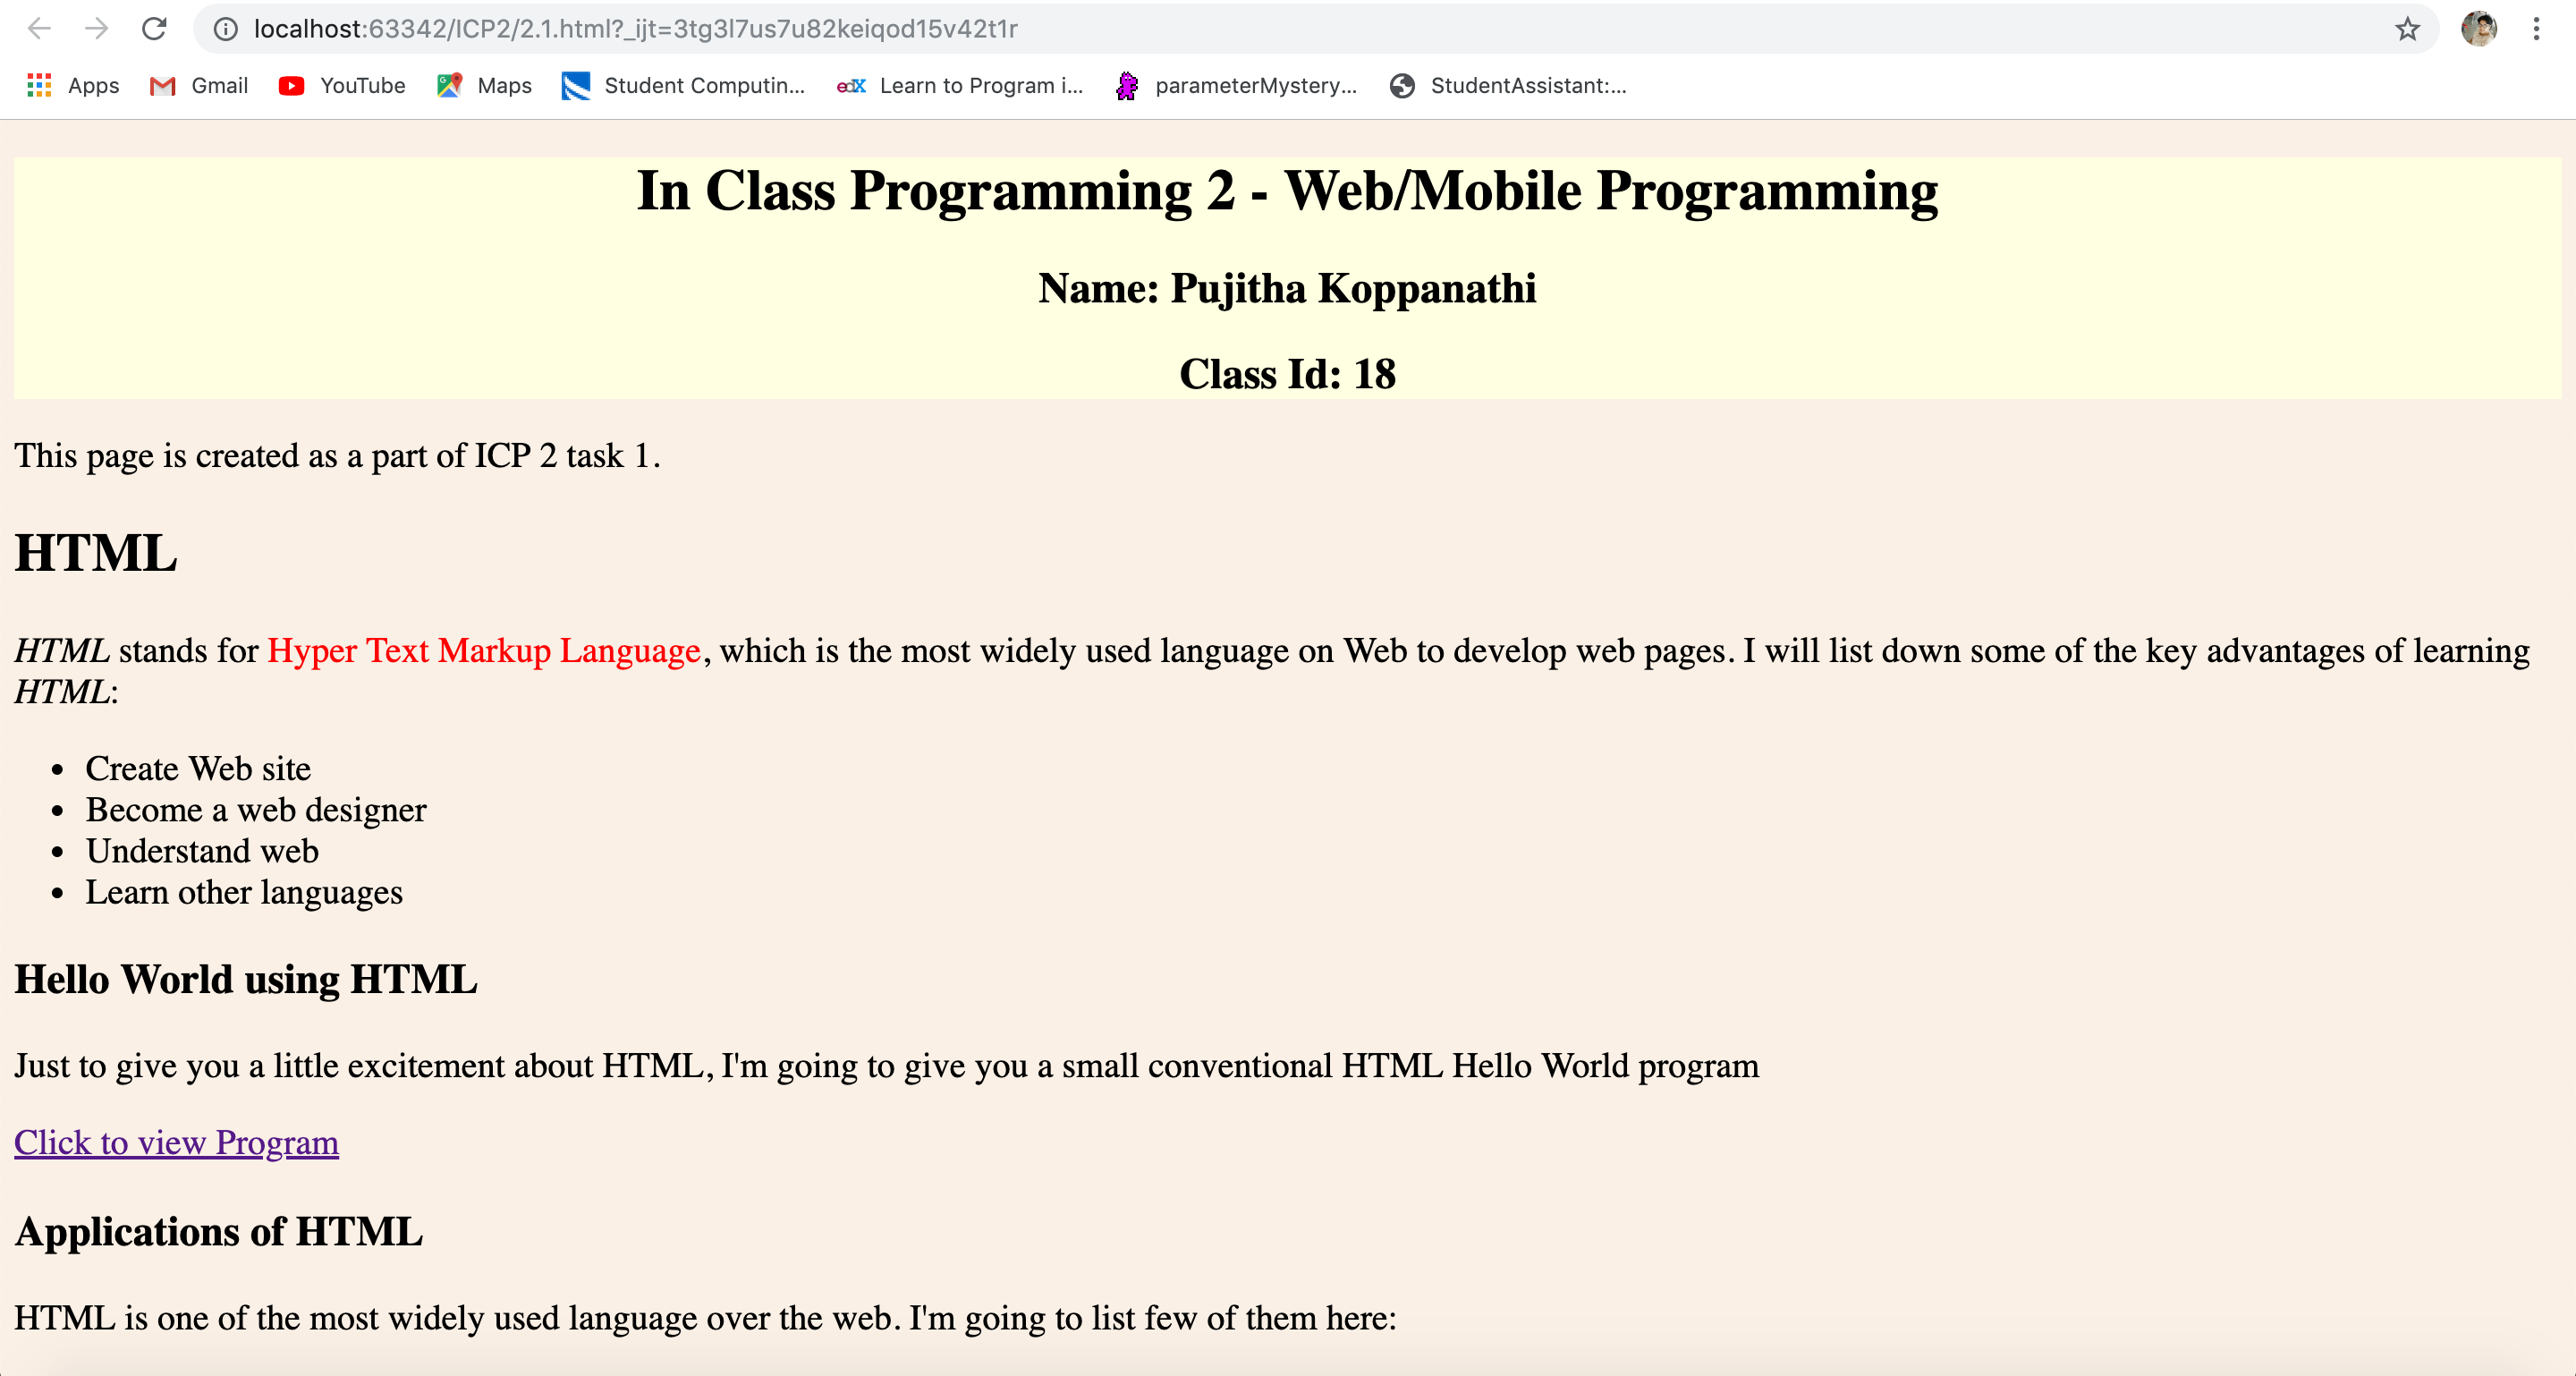 localhost:63342/ICP2/2.1.html?_ijt=3tg3l7us7u82keiqod15v42t1r
Apps Gmail YouTube Maps Student Computin... edX Learn to Program i... parameterMystery... StudentAssistant:...
In Class Programming 2 - Web/Mobile Programming
Name: Pujitha Koppanathi
Class Id: 18
This page is created as a part of ICP 2 task 1.
HTML
HTML stands for Hyper Text Markup Language, which is the most widely used language on Web to develop web pages. I will list down some of the key advantages of learning
HTML:
• Create Web site
• Become a web designer
• Understand web
• Learn other languages
Hello World using HTML
Just to give you a little excitement about HTML, I'm going to give you a small conventional HTML Hello World program
Click to view Program
Applications of HTML
HTML is one of the most widely used language over the web. I'm going to list few of them here: